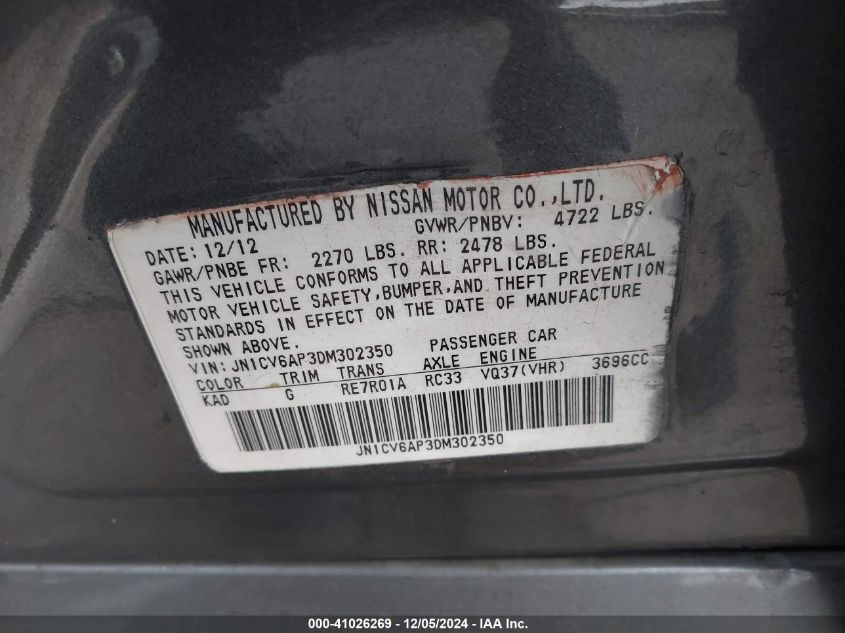 MANUFACTURED BY NISSAN MOTOR CO.,LTD.
DATE: 12/12 GVWR/PNBV: 4722 LBS.
GAWR/PNBE FR: 2270 LBS. RR: 2478 LBS.
THIS VEHICLE CONFORMS TO ALL APPLICABLE FEDERAL
MOTOR VEHICLE SAFETY,BUMPER,AND THEFT PREVENTION
STANDARDS IN EFFECT ON THE DATE OF MANUFACTURE
SHOWN ABOVE.
VIN: JN1CV6AP3DM302350 PASSENGER CAR
COLOR TRIM TRANS AXLE ENGINE
KAD G RE7R01A RC33 VQ37(VHR) 3696CC
JN1CV6AP3DM302350
000-41026269 - 12/05/2024 - IAA Inc.